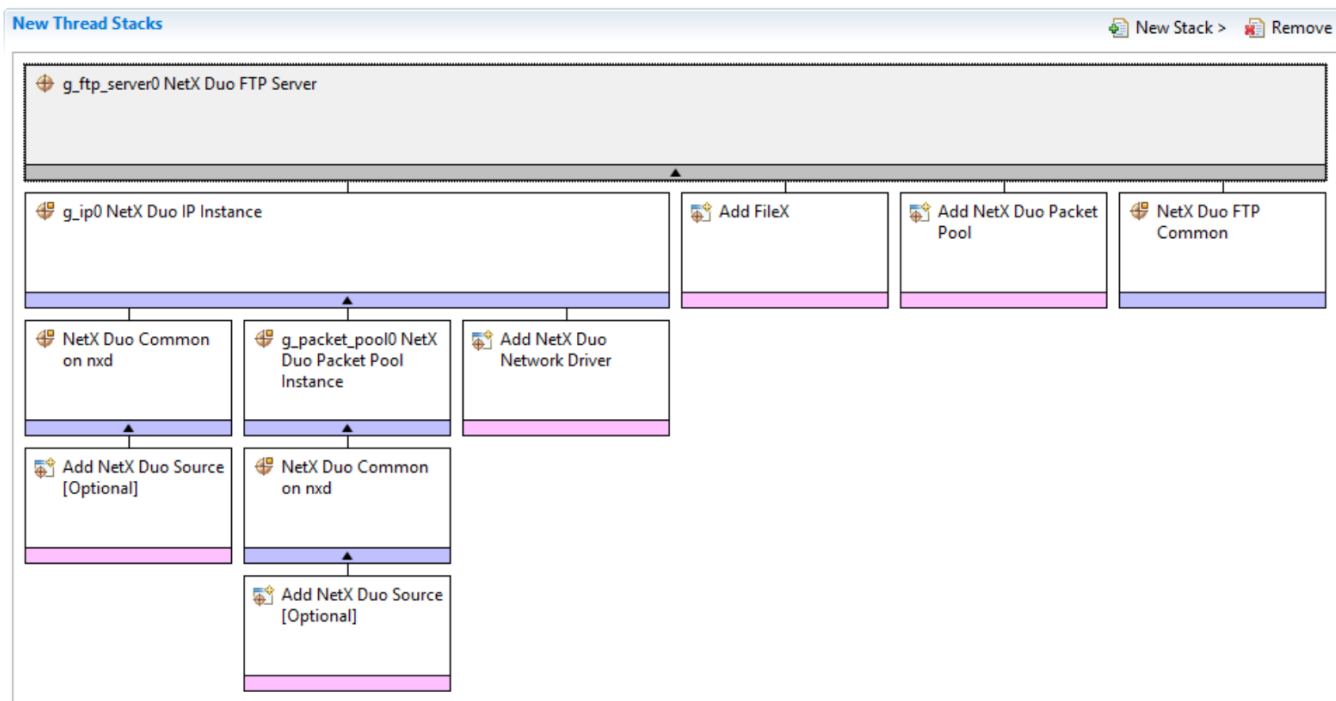 New Thread Stacks
New Stack >
Remove
g_ftp_server0 NetX Duo FTP Server
g_ip0 NetX Duo IP Instance
Add FileX
Add NetX Duo Packet
Pool
NetX Duo FTP
Common
NetX Duo Common
on nxd
g_packet_pool0 NetX
Duo Packet Pool
Instance
Add NetX Duo
Network Driver
Add NetX Duo Source
[Optional]
NetX Duo Common
on nxd
Add NetX Duo Source
[Optional]